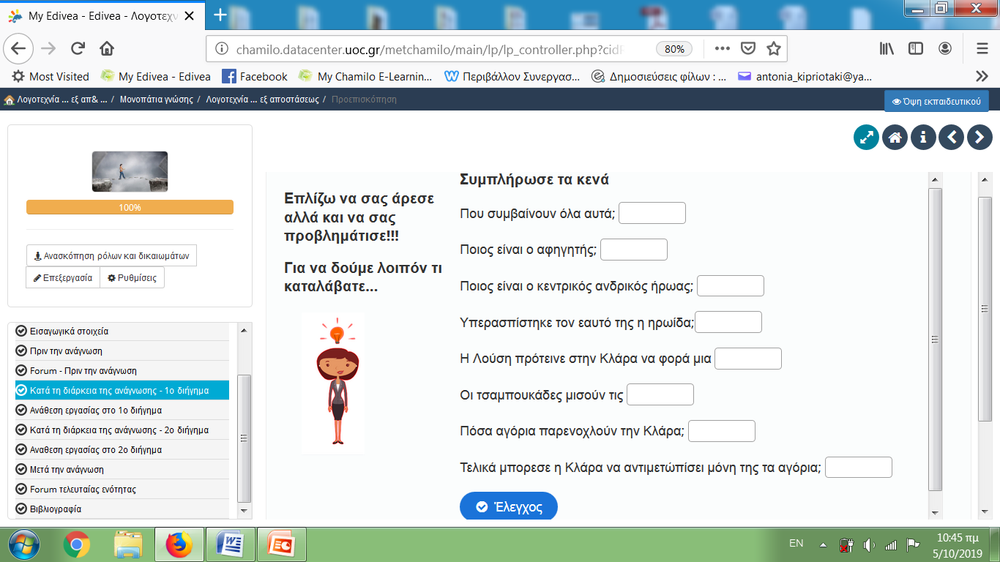 My Edivea - Edivea - Λογοτεχν
chamilo.datacenter.uoc.gr/metchamilo/main/lp/lp_controller.php?cidR
80%
Most Visited
My Edivea - Edivea
Facebook
My Chamilo E-Learnin...
Περιβάλλον Συνεργασ...
Δημοσιεύσεις φίλων : ...
antonia_kipriotaki@ya...
Λογοτεχνία ... εξ απ& ... / Μονοπάτια γνώσης / Λογοτεχνία ... εξ αποστάσεως / Προεπισκόπηση
Όψη εκπαιδευτικού
100%
Ανασκόπηση ρόλων και δικαιωμάτων
Επεξεργασία
Ρυθμίσεις
Εισαγωγικά στοιχεία
Πριν την ανάγνωση
Forum - Πριν την ανάγνωση
Κατά τη διάρκεια της ανάγνωσης - 1ο διήγημα
Ανάθεση εργασίας στο 1ο διήγημα
Κατά τη διάρκεια της ανάγνωσης - 2ο διήγημα
Αναθεση εργασίας στο 2ο διήγημα
Μετά την ανάγνωση
Forum τελευταίας ενότητας
Βιβλιογραφία
Επλίζω να σας άρεσε
αλλά και να σας
προβλημάτισε!!!
Για να δούμε λοιπόν τι
καταλάβατε...
Συμπλήρωσε τα κενά
Που συμβαίνουν όλα αυτά;
Ποιος είναι ο αφηγητής;
Ποιος είναι ο κεντρικός ανδρικός ήρωας;
Υπερασπίστηκε τον εαυτό της η ηρωίδα;
Η Λούση πρότεινε στην Κλάρα να φορά μια
Οι τσαμπουκάδες μισούν τις
Πόσα αγόρια παρενοχλούν την Κλάρα;
Τελικά μπορεσε η Κλάρα να αντιμετώπίσει μόνη της τα αγόρια;
Έλεγχος
EN
10:45 πμ
5/10/2019